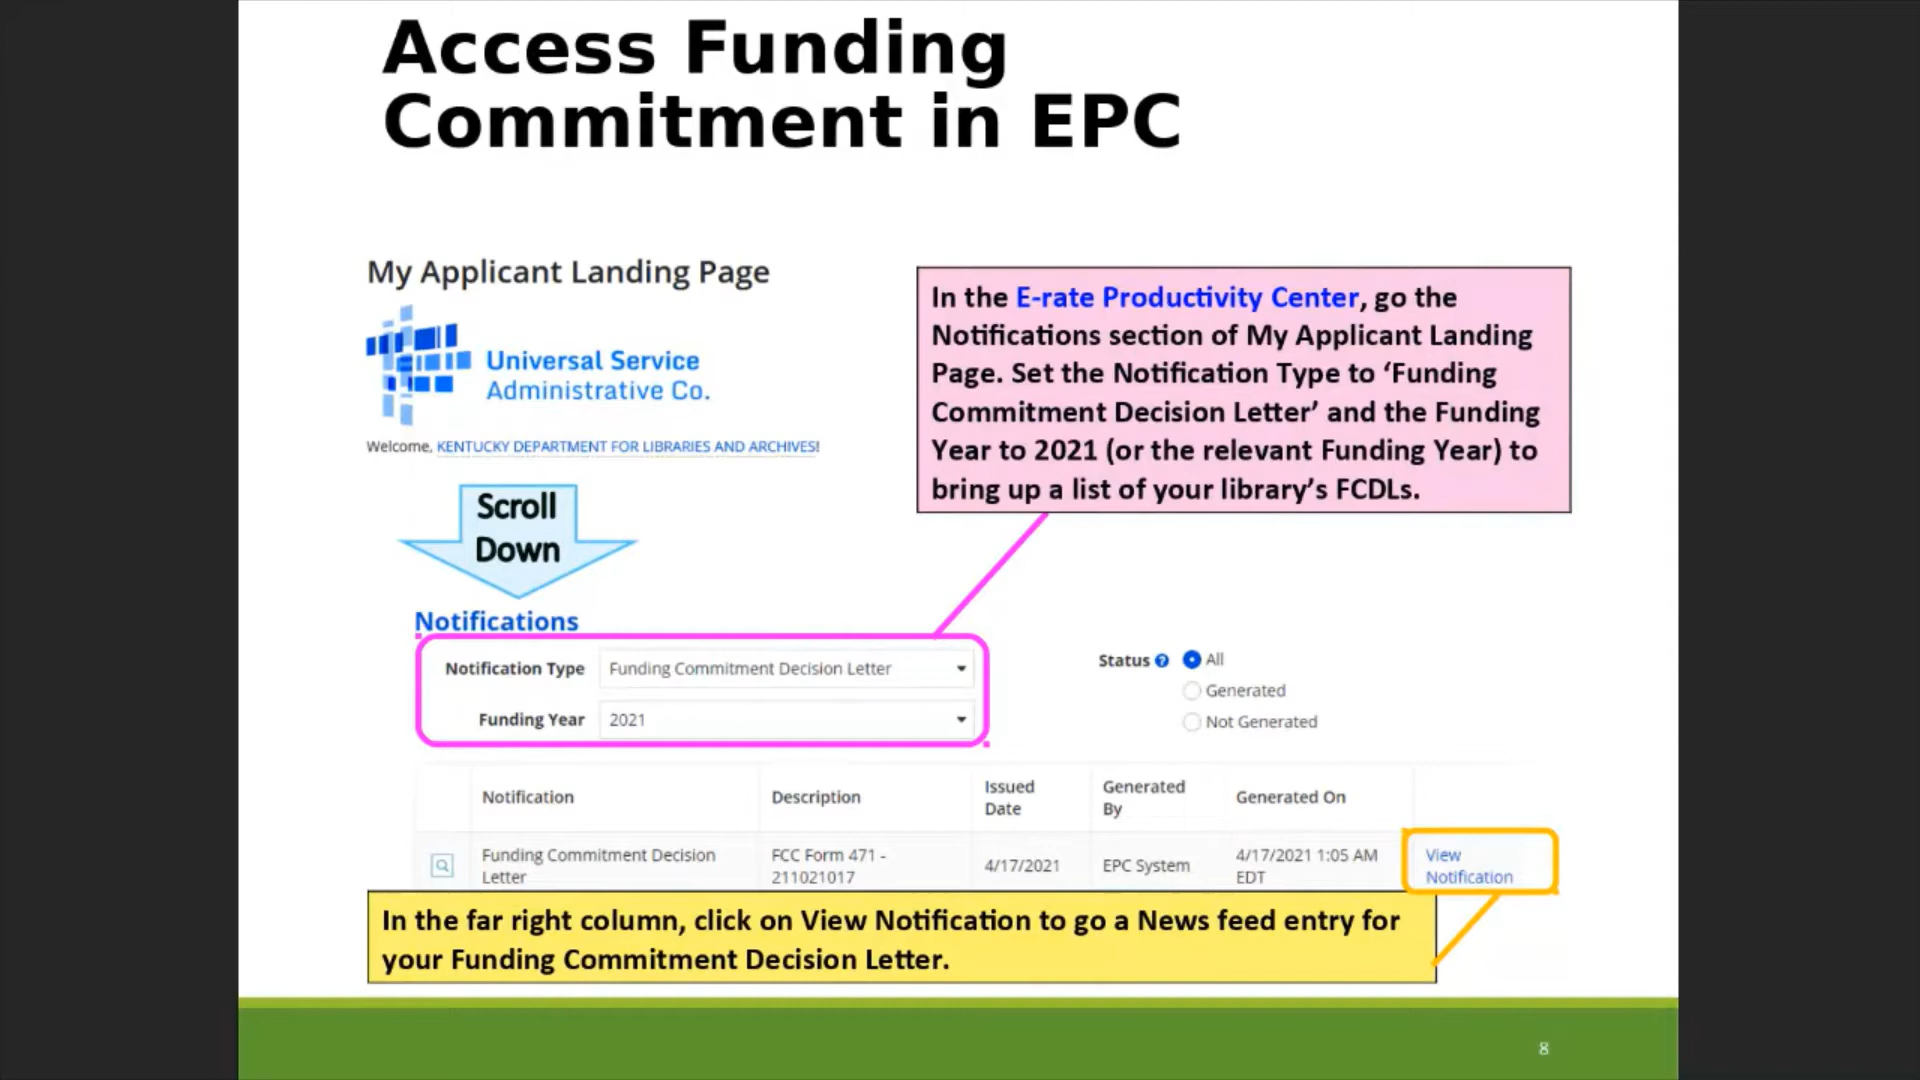 Access Funding
Commitment in EPC
My Applicant Landing Page
Universal Service
Administrative Co.
Welcome, KENTUCKY DEPARTMENT FOR LIBRARIES AND ARCHIVES!
In the E-rate Productivity Center, go the
Notifications section of My Applicant Landing
Page. Set the Notification Type to ‘Funding
Commitment Decision Letter’ and the Funding
Year to 2021 (or the relevant Funding Year) to
bring up a list of your library’s FCDLs.
Scroll
Down
Notifications
Notification Type Funding Commitment Decision Letter
Funding Year 2021
Status ? All
Generated
Not Generated
Notification Description Issued Date Generated By Generated On
Funding Commitment Decision Letter FCC Form 471 - 211021017 4/17/2021 EPC System 4/17/2021 1:05 AM EDT View Notification
In the far right column, click on View Notification to go a News feed entry for
your Funding Commitment Decision Letter.
8